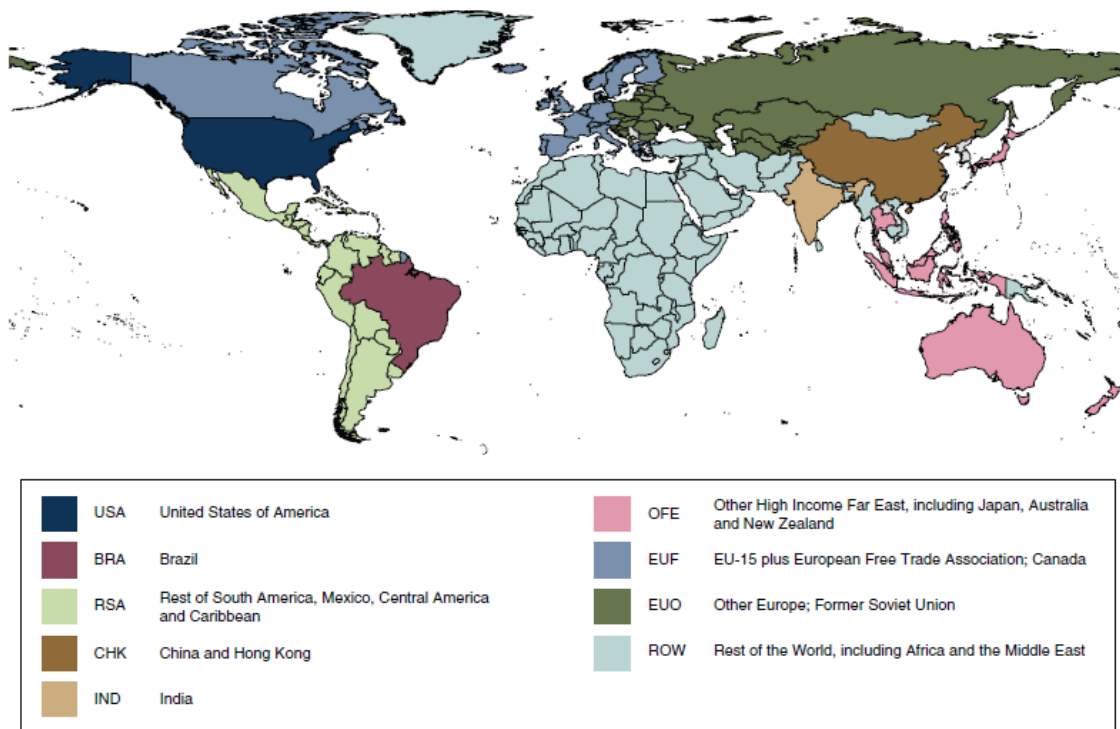 USA United States of America
BRA Brazil
RSA Rest of South America, Mexico, Central America
and Caribbean
CHK China and Hong Kong
IND India
OFE Other High Income Far East, including Japan, Australia
and New Zealand
EUF EU-15 plus European Free Trade Association; Canada
EUO Other Europe; Former Soviet Union
ROW Rest of the World, including Africa and the Middle East